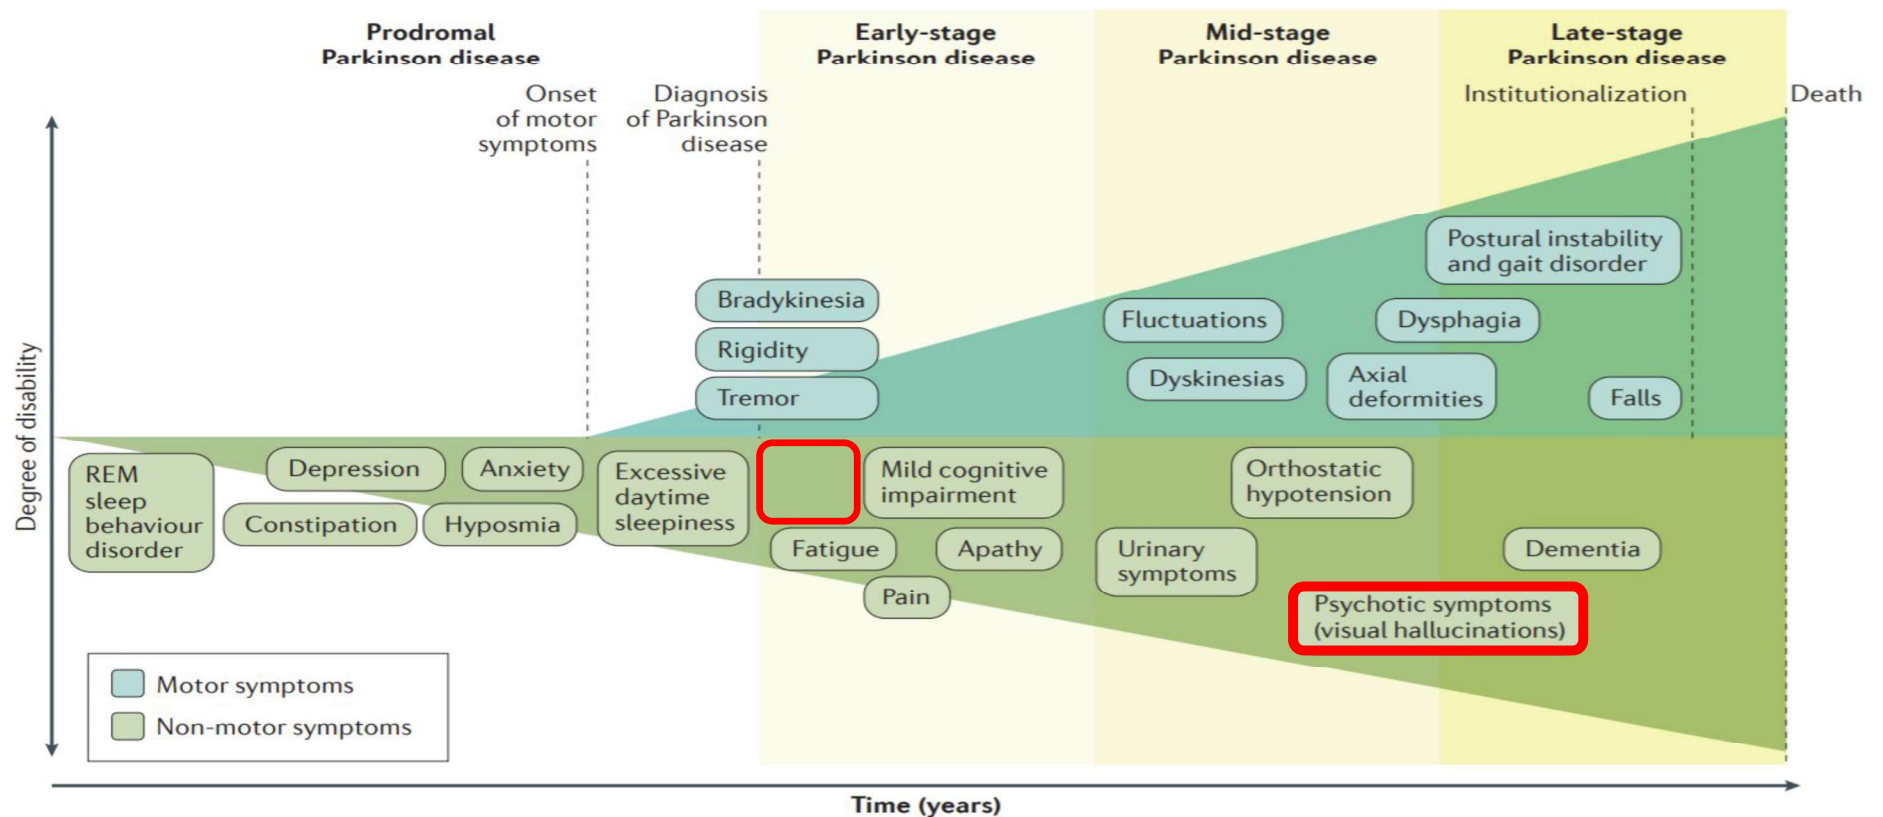 Prodromal
Parkinson disease
Early-stage
Parkinson disease
Mid-stage
Parkinson disease
Late-stage
Parkinson disease
Onset
of motor
symptoms
Diagnosis
of Parkinson
disease
Institutionalization
Death
Degree of disability
Bradykinesia
Rigidity
Tremor
Fluctuations
Dyskinesias
Postural instability
and gait disorder
Dysphagia
Axial
deformities
Falls
REM
sleep
behaviour
disorder
Depression
Constipation
Anxiety
Hyposmia
Excessive
daytime
sleepiness
Mild cognitive
impairment
Fatigue
Apathy
Pain
Orthostatic
hypotension
Urinary
symptoms
Dementia
Psychotic symptoms
(visual hallucinations)
Motor symptoms
Non-motor symptoms
Time (years)